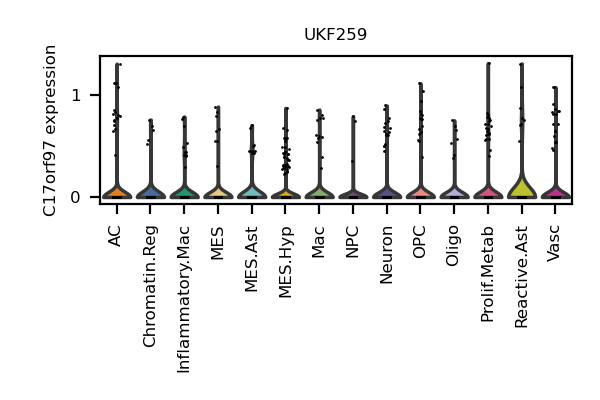 UKF259
C17orf97 expression
1
0
AC
Chromatin.Reg
Inflammatory.Mac
MES
MES.Ast
MES.Hyp
Mac
NPC
Neuron
OPC
Oligo
Prolif.Metab
Reactive.Ast
Vasc